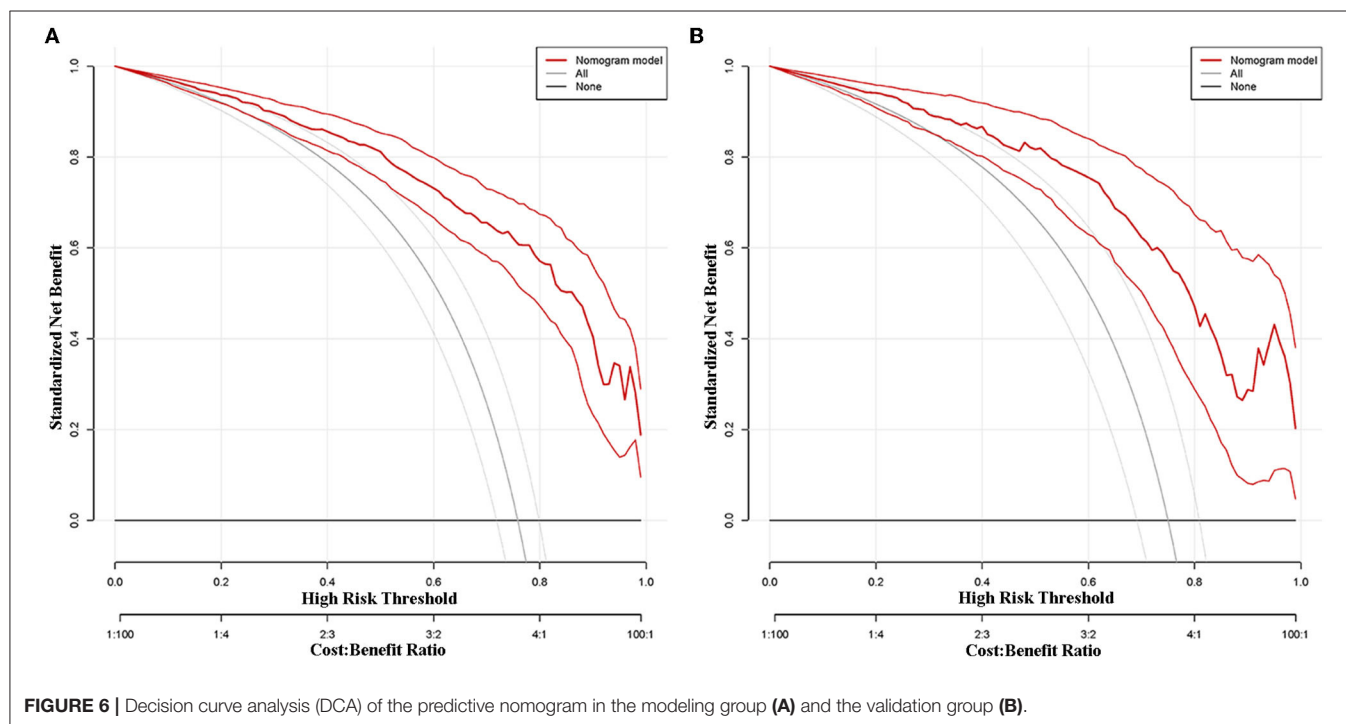 A
Nomogram model
All
None
Standardized Net Benefit
1.0
0.8
0.6
0.4
0.2
0.0
0.0 0.2 0.4 0.6 0.8 1.0
High Risk Threshold
1:100 1:4 2:3 3:2 4:1 100:1
Cost:Benefit Ratio
B
Nomogram model
All
None
Standardized Net Benefit
1.0
0.8
0.6
0.4
0.2
0.0
0.0 0.2 0.4 0.6 0.8 1.0
High Risk Threshold
1:100 1:4 2:3 3:2 4:1 100:1
Cost:Benefit Ratio
FIGURE 6 | Decision curve analysis (DCA) of the predictive nomogram in the modeling group (A) and the validation group (B).